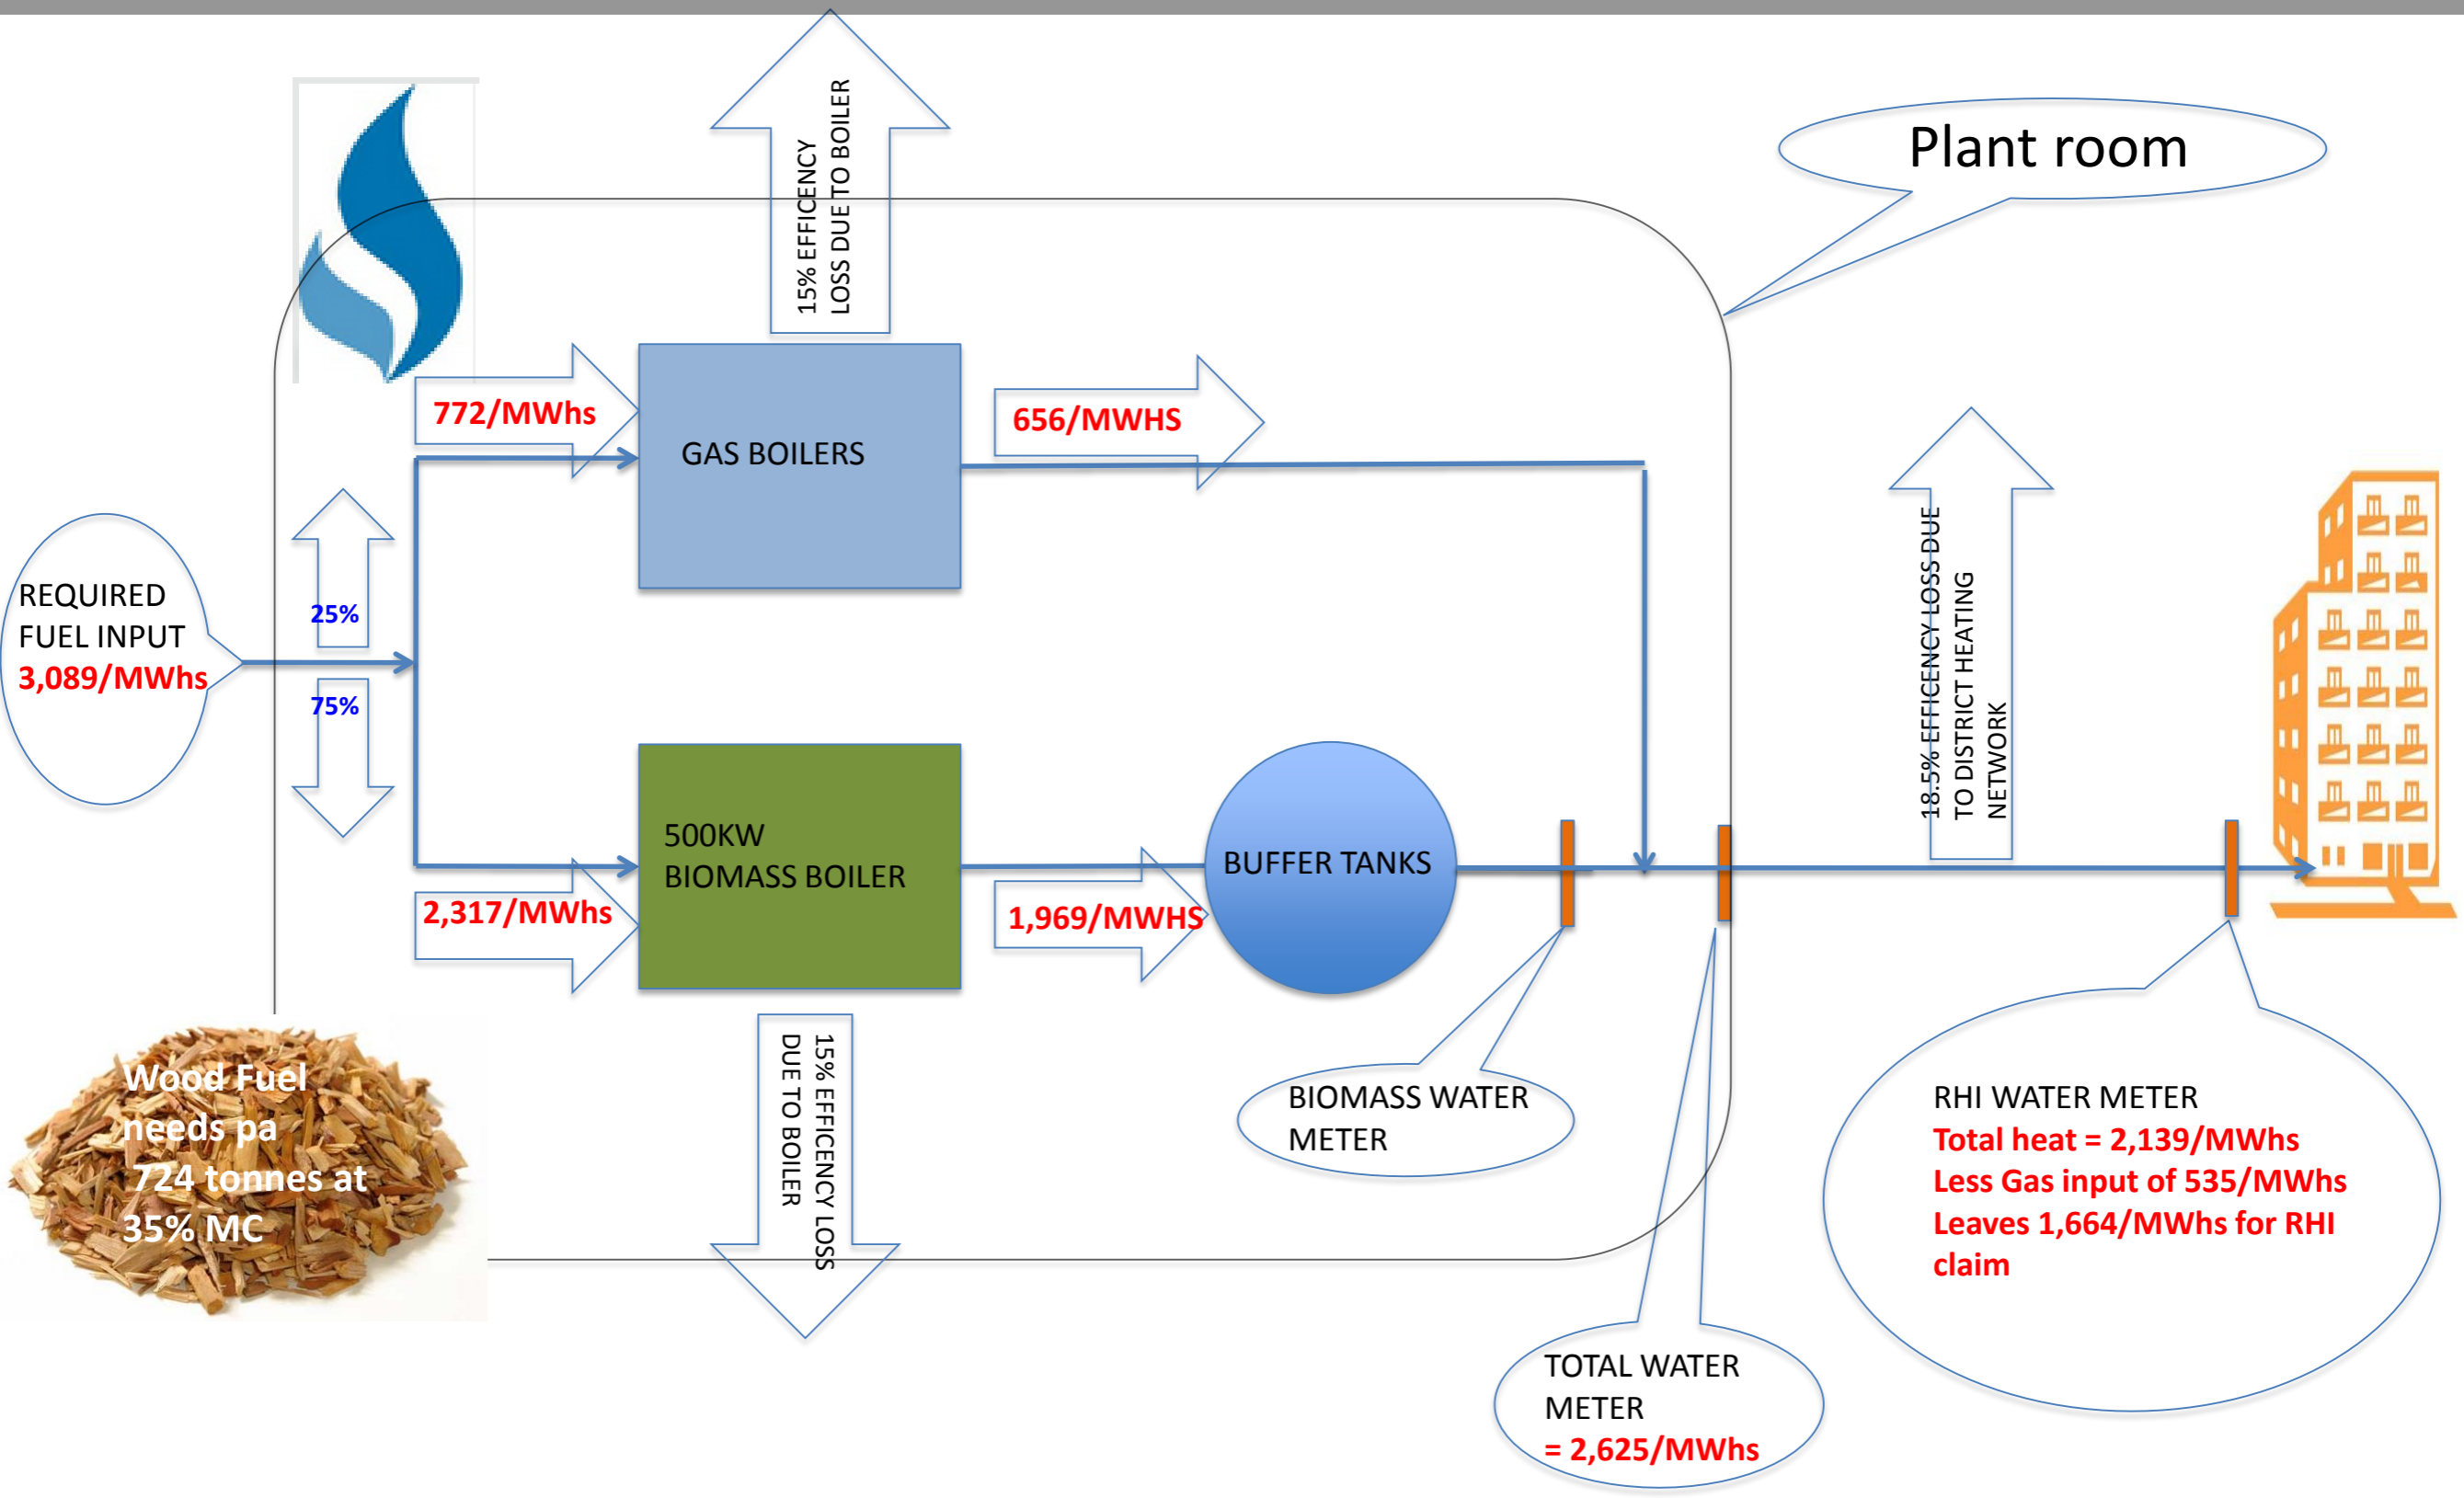 Plant room
15% EFFICENCY
LOSS DUE TO BOILER
772/MWhs
GAS BOILERS
656/MWHS
REQUIRED
FUEL INPUT
3,089/MWhs
25%
75%
18.5% EFFICENCY LOSS DUE
TO DISTRICT HEATING
NETWORK
500KW
BIOMASS BOILER
2,317/MWhs
1,969/MWHS
BUFFER TANKS
15% EFFICENCY LOSS
DUE TO BOILER
Wood Fuel
needs pa
724 tonnes at
35% MC
BIOMASS WATER
METER
TOTAL WATER
METER
= 2,625/MWhs
RHI WATER METER
Total heat = 2,139/MWhs
Less Gas input of 535/MWhs
Leaves 1,664/MWhs for RHI
claim